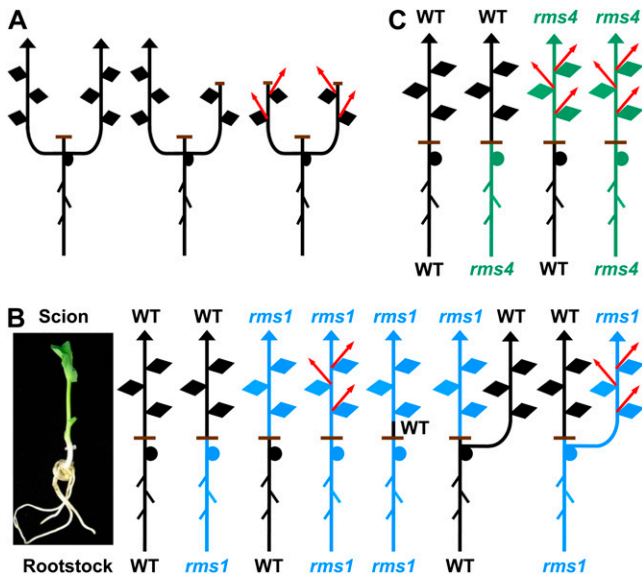 A
C
WT WT rms4 rms4
WT rms4 WT rms4
B
Scion WT WT rms1 rms1 rms1 rms1 WT WT rms1
WT
Rootstock WT rms1 WT rms1 rms1 WT rms1